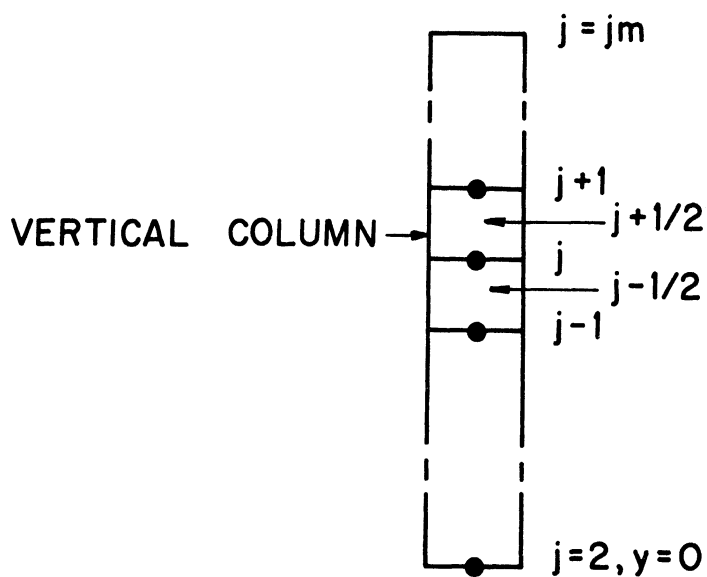 j = jm
j+1
j+1/2
VERTICAL COLUMN
j
j-1/2
j-1
j=2, y=0